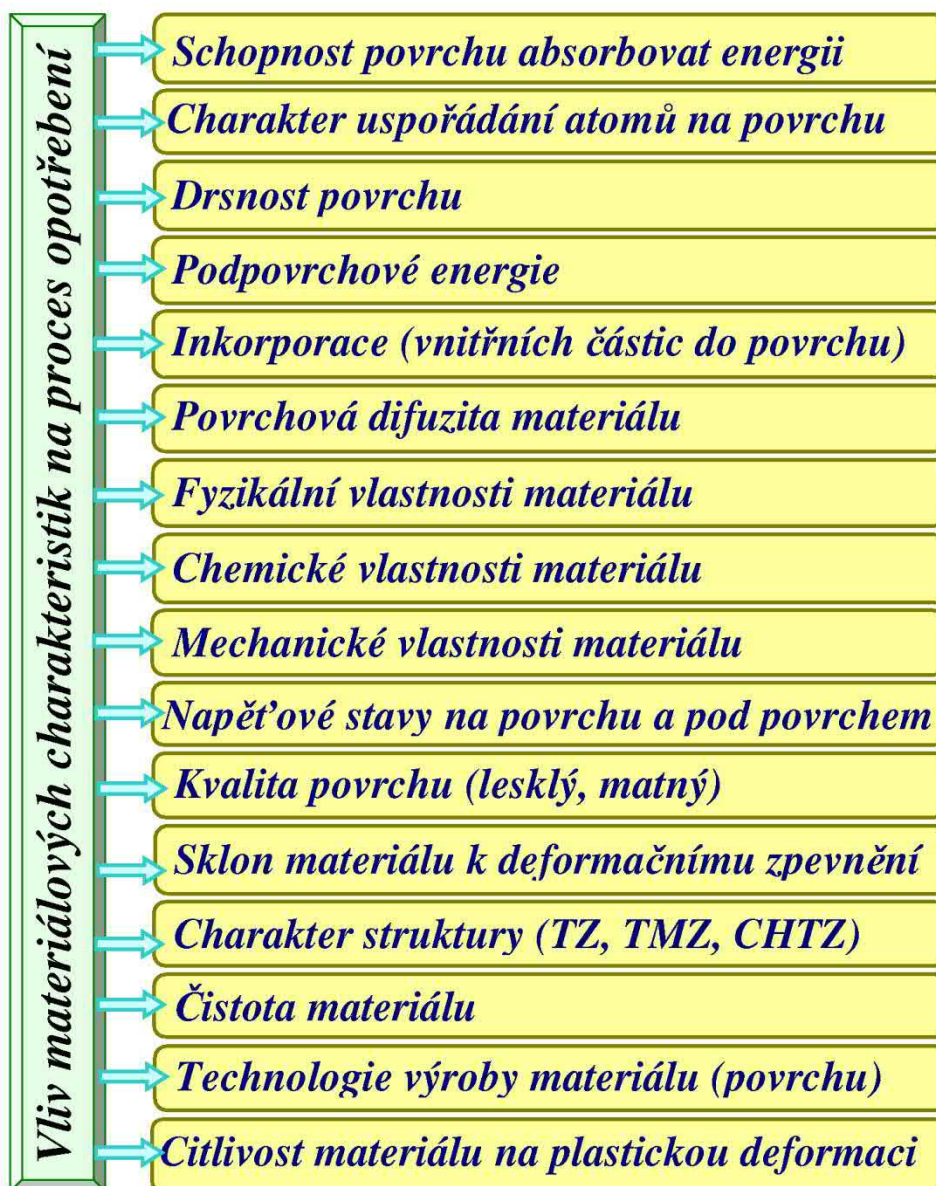 Vliv materiálových charakteristik na proces opotřebení
Schopnost povrchu absorbovat energii
Charakter uspořádání atomů na povrchu
Drsnost povrchu
Podpovrchové energie
Inkorporace (vnitřních částic do povrchu)
Povrchová difuzita materiálu
Fyzikální vlastnosti materiálu
Chemické vlastnosti materiálu
Mechanické vlastnosti materiálu
Napěťové stavy na povrchu a pod povrchem
Kvalita povrchu (lesklý, matný)
Sklon materiálu k deformačnímu zpevnění
Charakter struktury (TZ, TMZ, CHTZ)
Čistota materiálu
Technologie výroby materiálu (povrchu)
Citlivost materiálu na plastickou deformaci